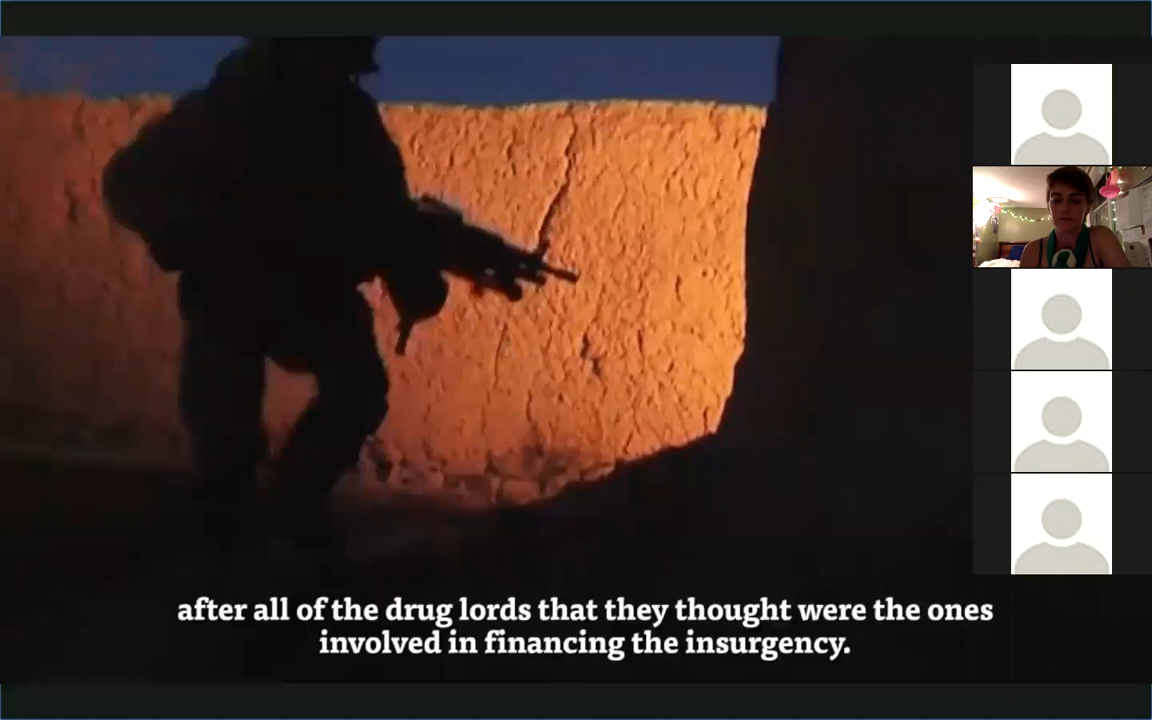 after all of the drug lords that they thought were the ones
involved in financing the insurgency.